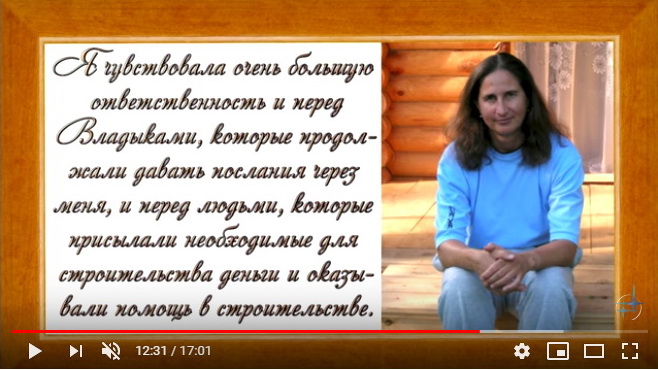 Я чувствовала очень большую
ответственность и перед
Владыками, которые продол-
жали давать послания через
меня, и перед людьми, которые
присылали необходимые для
строительства деньги и оказы-
вали помощь в строительстве.
12:31 / 17:01